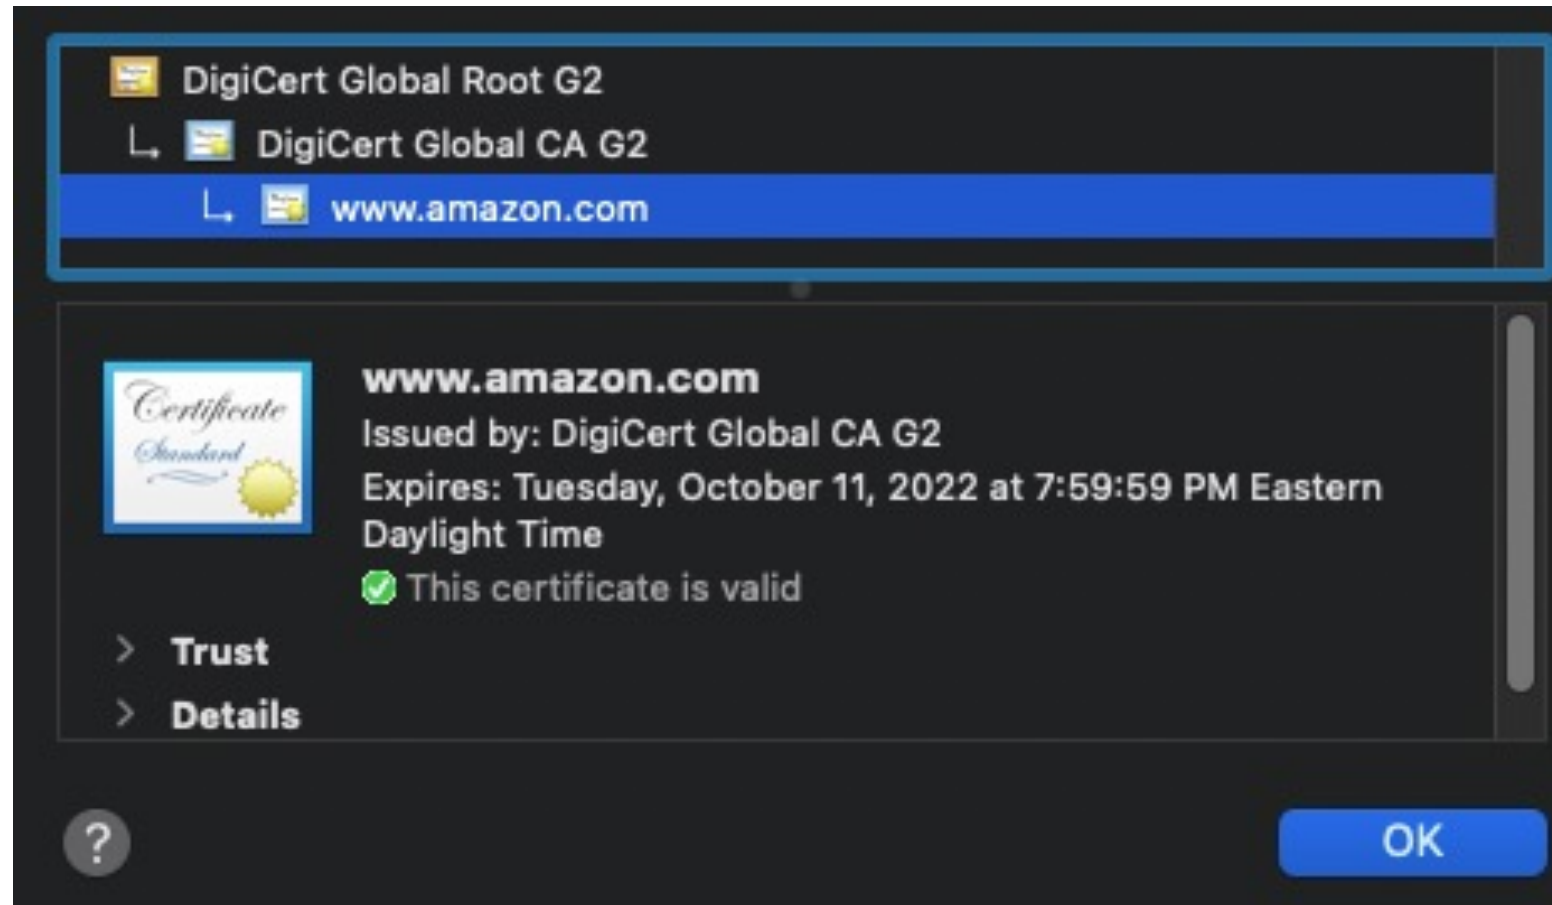 DigiCert Global Root G2
DigiCert Global CA G2
www.amazon.com
Certificate
Standard
www.amazon.com
Issued by: DigiCert Global CA G2
Expires: Tuesday, October 11, 2022 at 7:59:59 PM Eastern
Daylight Time
This certificate is valid
Trust
Details
?
OK